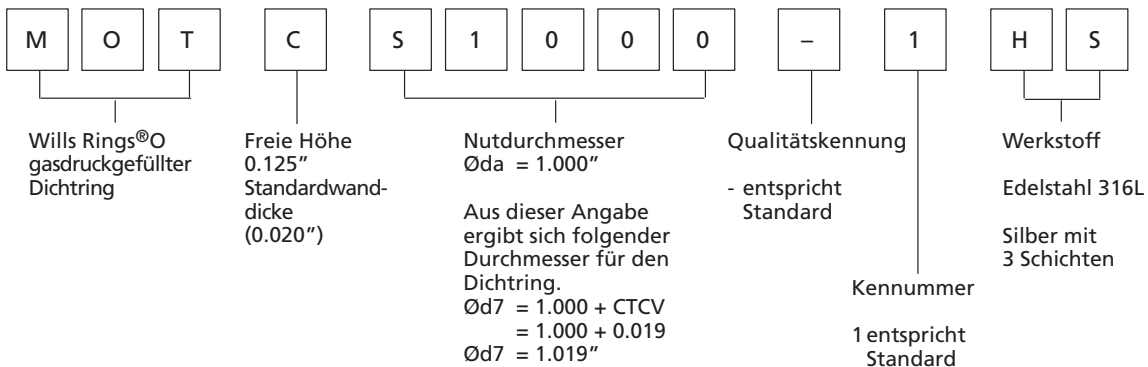 M O T C S 1 0 0 0 – 1 H S
Wills Rings®O
gasdruckgefüllter
Dichtring
Freie Höhe
0.125"
Standardwand-
dicke
(0.020")
Nutdurchmesser
Øda = 1.000"
Aus dieser Angabe
ergibt sich folgender
Durchmesser für den
Dichtring.
Ød7 = 1.000 + CTCV
= 1.000 + 0.019
Ød7 = 1.019"
Qualitätskennung
- entspricht
Standard
Kennummer
1 entspricht
Standard
Werkstoff
Edelstahl 316L
Silber mit
3 Schichten